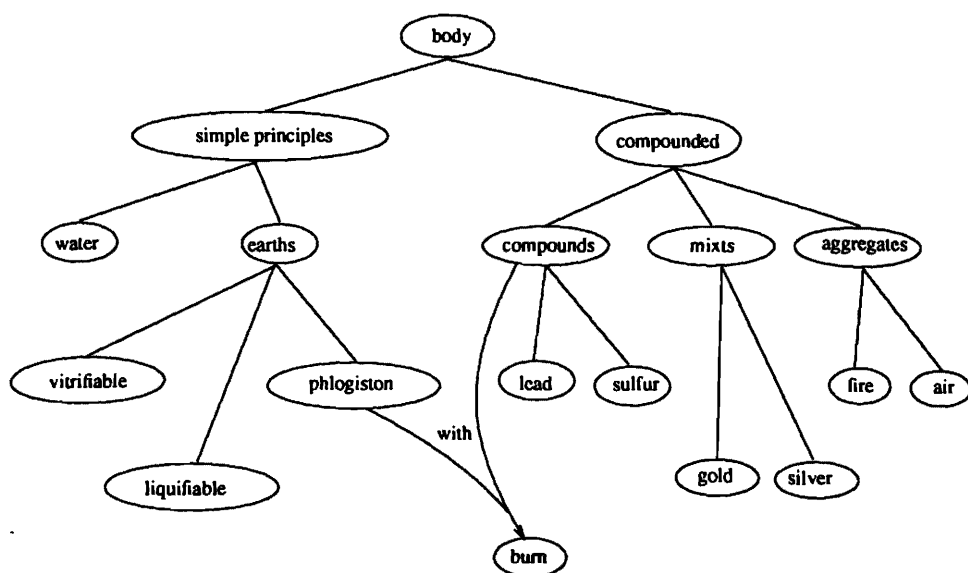 body
simple principles
compounded
water
earths
compounds
mixts
aggregates
vitrifiable
phlogiston
lead
sulfur
fire
air
with
liquifiable
gold
silver
burn